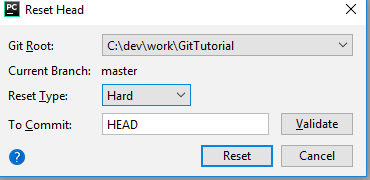 PC Reset Head
Git Root: C:\dev\work\GitTutorial
Current Branch: master
Reset Type: Hard
To Commit: HEAD Validate
? Reset Cancel